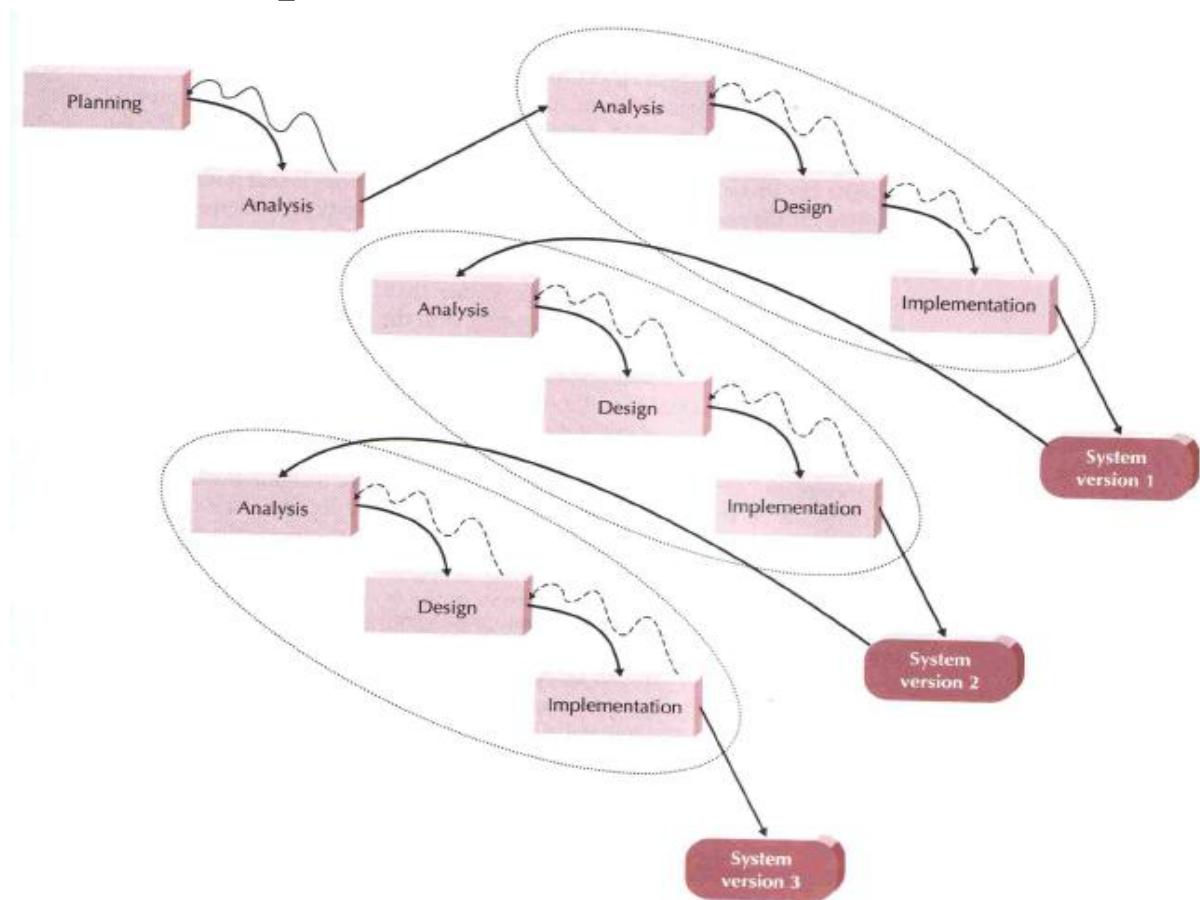 Planning
Analysis
Analysis
Design
Implementation
Analysis
Design
Implementation
System
version 1
Analysis
Design
Implementation
System
version 2
System
version 3